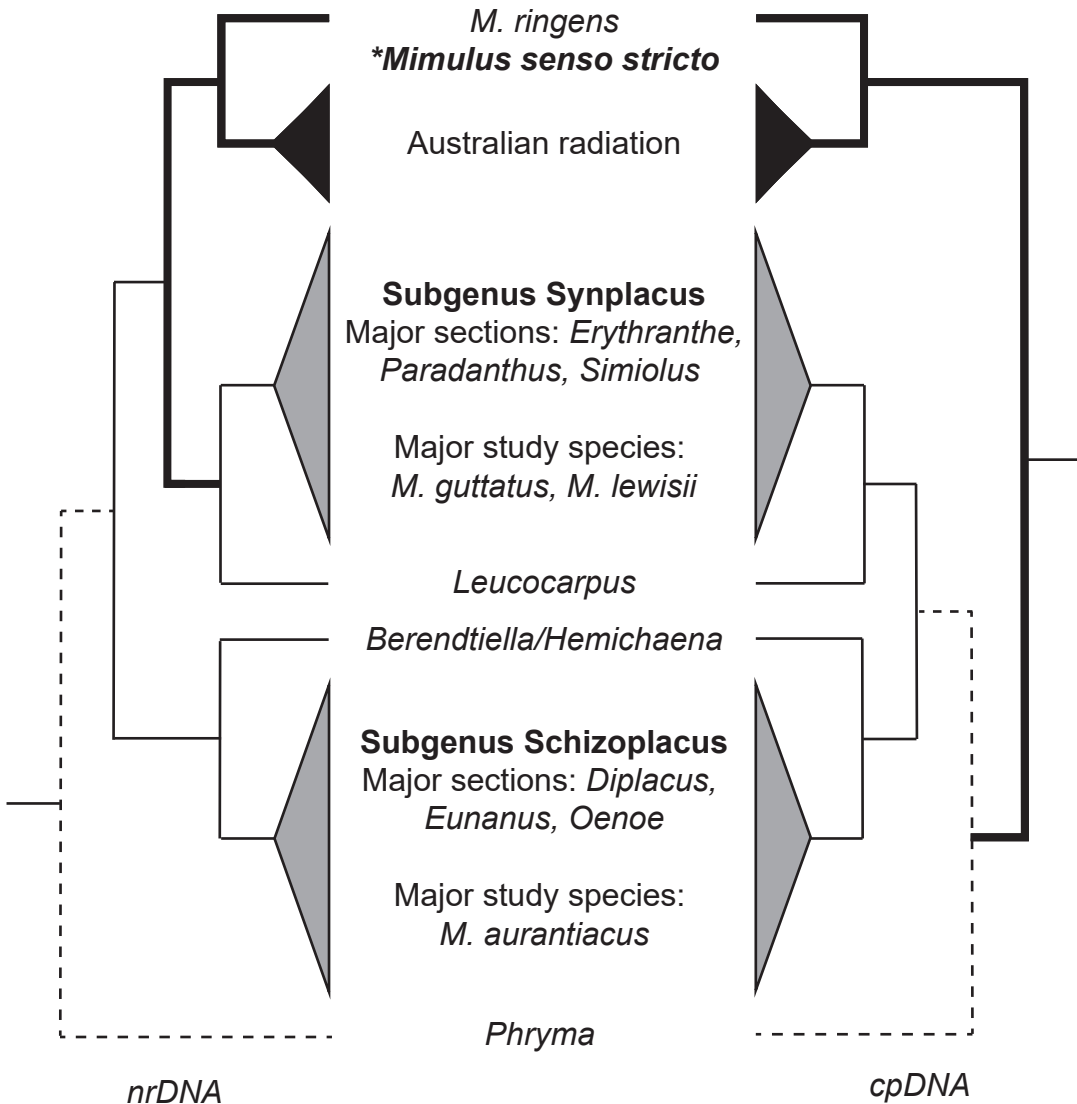 M. ringens
*Mimulus senso stricto
Australian radiation
Subgenus Synplacus
Major sections: Erythranthe,
Paradanthus, Simiolus
Major study species:
M. guttatus, M. lewisii
Leucocarpus
Berendtiella/Hemichaena
Subgenus Schizoplacus
Major sections: Diplacus,
Eunanus, Oenoe
Major study species:
M. aurantiacus
Phryma
nrDNA
cpDNA